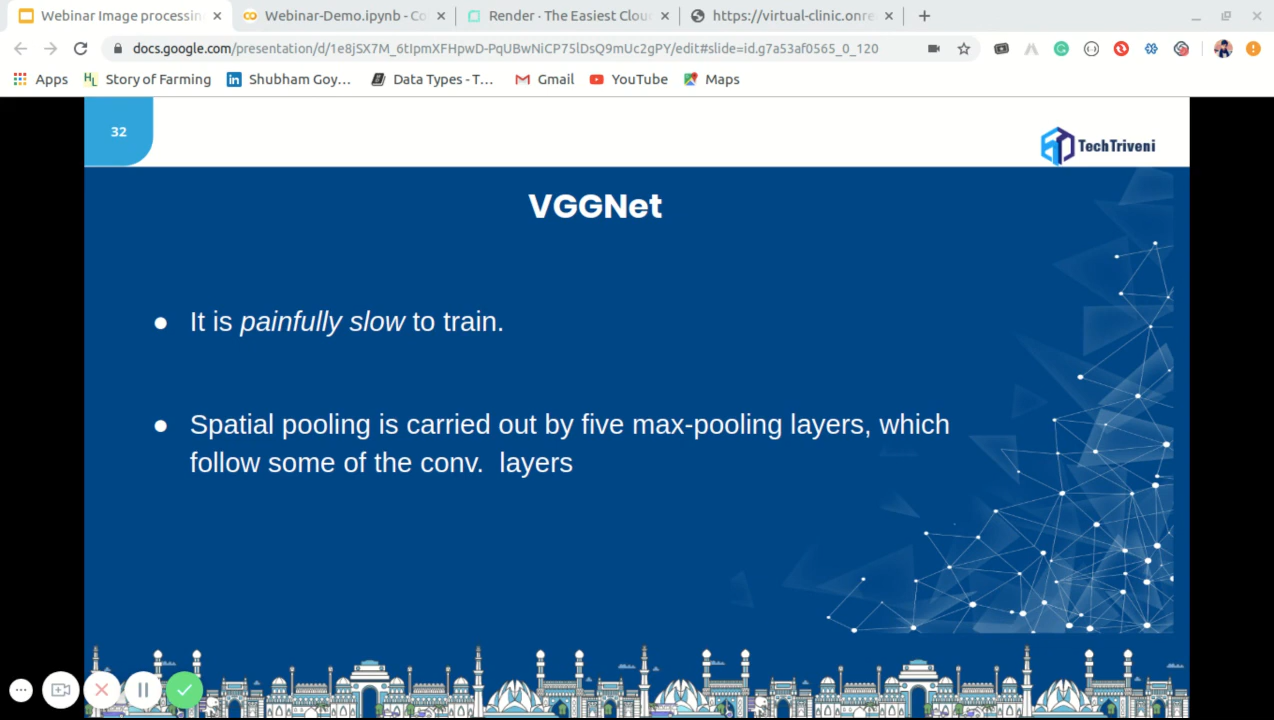 Webinar Image processin
Webinar-Demo.ipynb - Co
Render · The Easiest Clou
https://virtual-clinic.onre
docs.google.com/presentation/d/1e8jSX7M_6tIpmXFHpwD-PqUBwNiCP75lDsQ9mUc2gPY/edit#slide=id.g7a53af0565_0_120
Apps
Story of Farming
Shubham Goy...
Data Types - T...
Gmail
YouTube
Maps
32
TechTriveni
VGGNet
● It is painfully slow to train.
● Spatial pooling is carried out by five max-pooling layers, which
follow some of the conv. layers